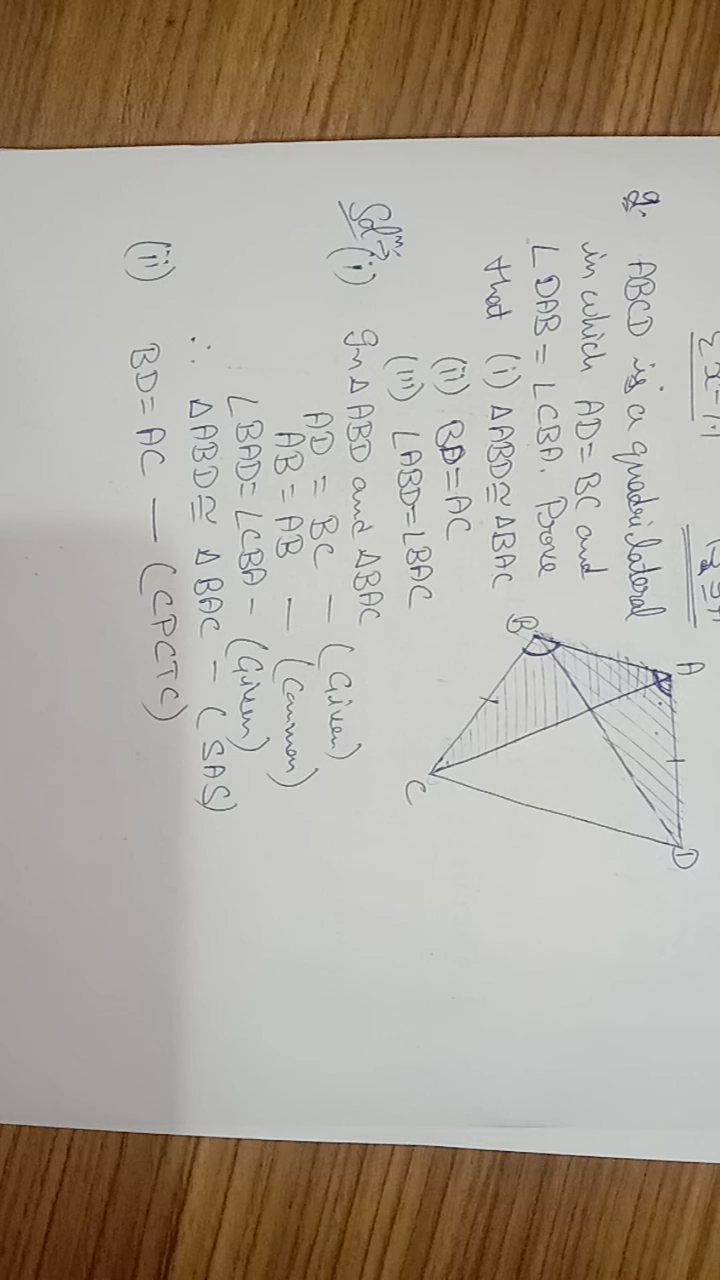 Q. ABCD is a quadrilateral
in which AD = BC and
∠DAB = ∠CBA. Prove
that (i) ΔABD ≅ ΔBAC
(ii) BD = AC
(iii) ∠ABD = ∠BAC
A
B
C
D
Solⁿ⇒ (i) In ΔABD and ΔBAC
AD = BC — (Given)
AB = AB — (Common)
∠BAD = ∠CBA - (Given)
∴ ΔABD ≅ ΔBAC - (SAS)
(ii) BD = AC — (CPCTC)